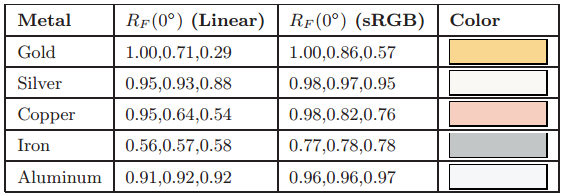 Metal R_F(0°) (Linear) R_F(0°) (sRGB) Color
Gold 1.00,0.71,0.29 1.00,0.86,0.57
Silver 0.95,0.93,0.88 0.98,0.97,0.95
Copper 0.95,0.64,0.54 0.98,0.82,0.76
Iron 0.56,0.57,0.58 0.77,0.78,0.78
Aluminum 0.91,0.92,0.92 0.96,0.96,0.97